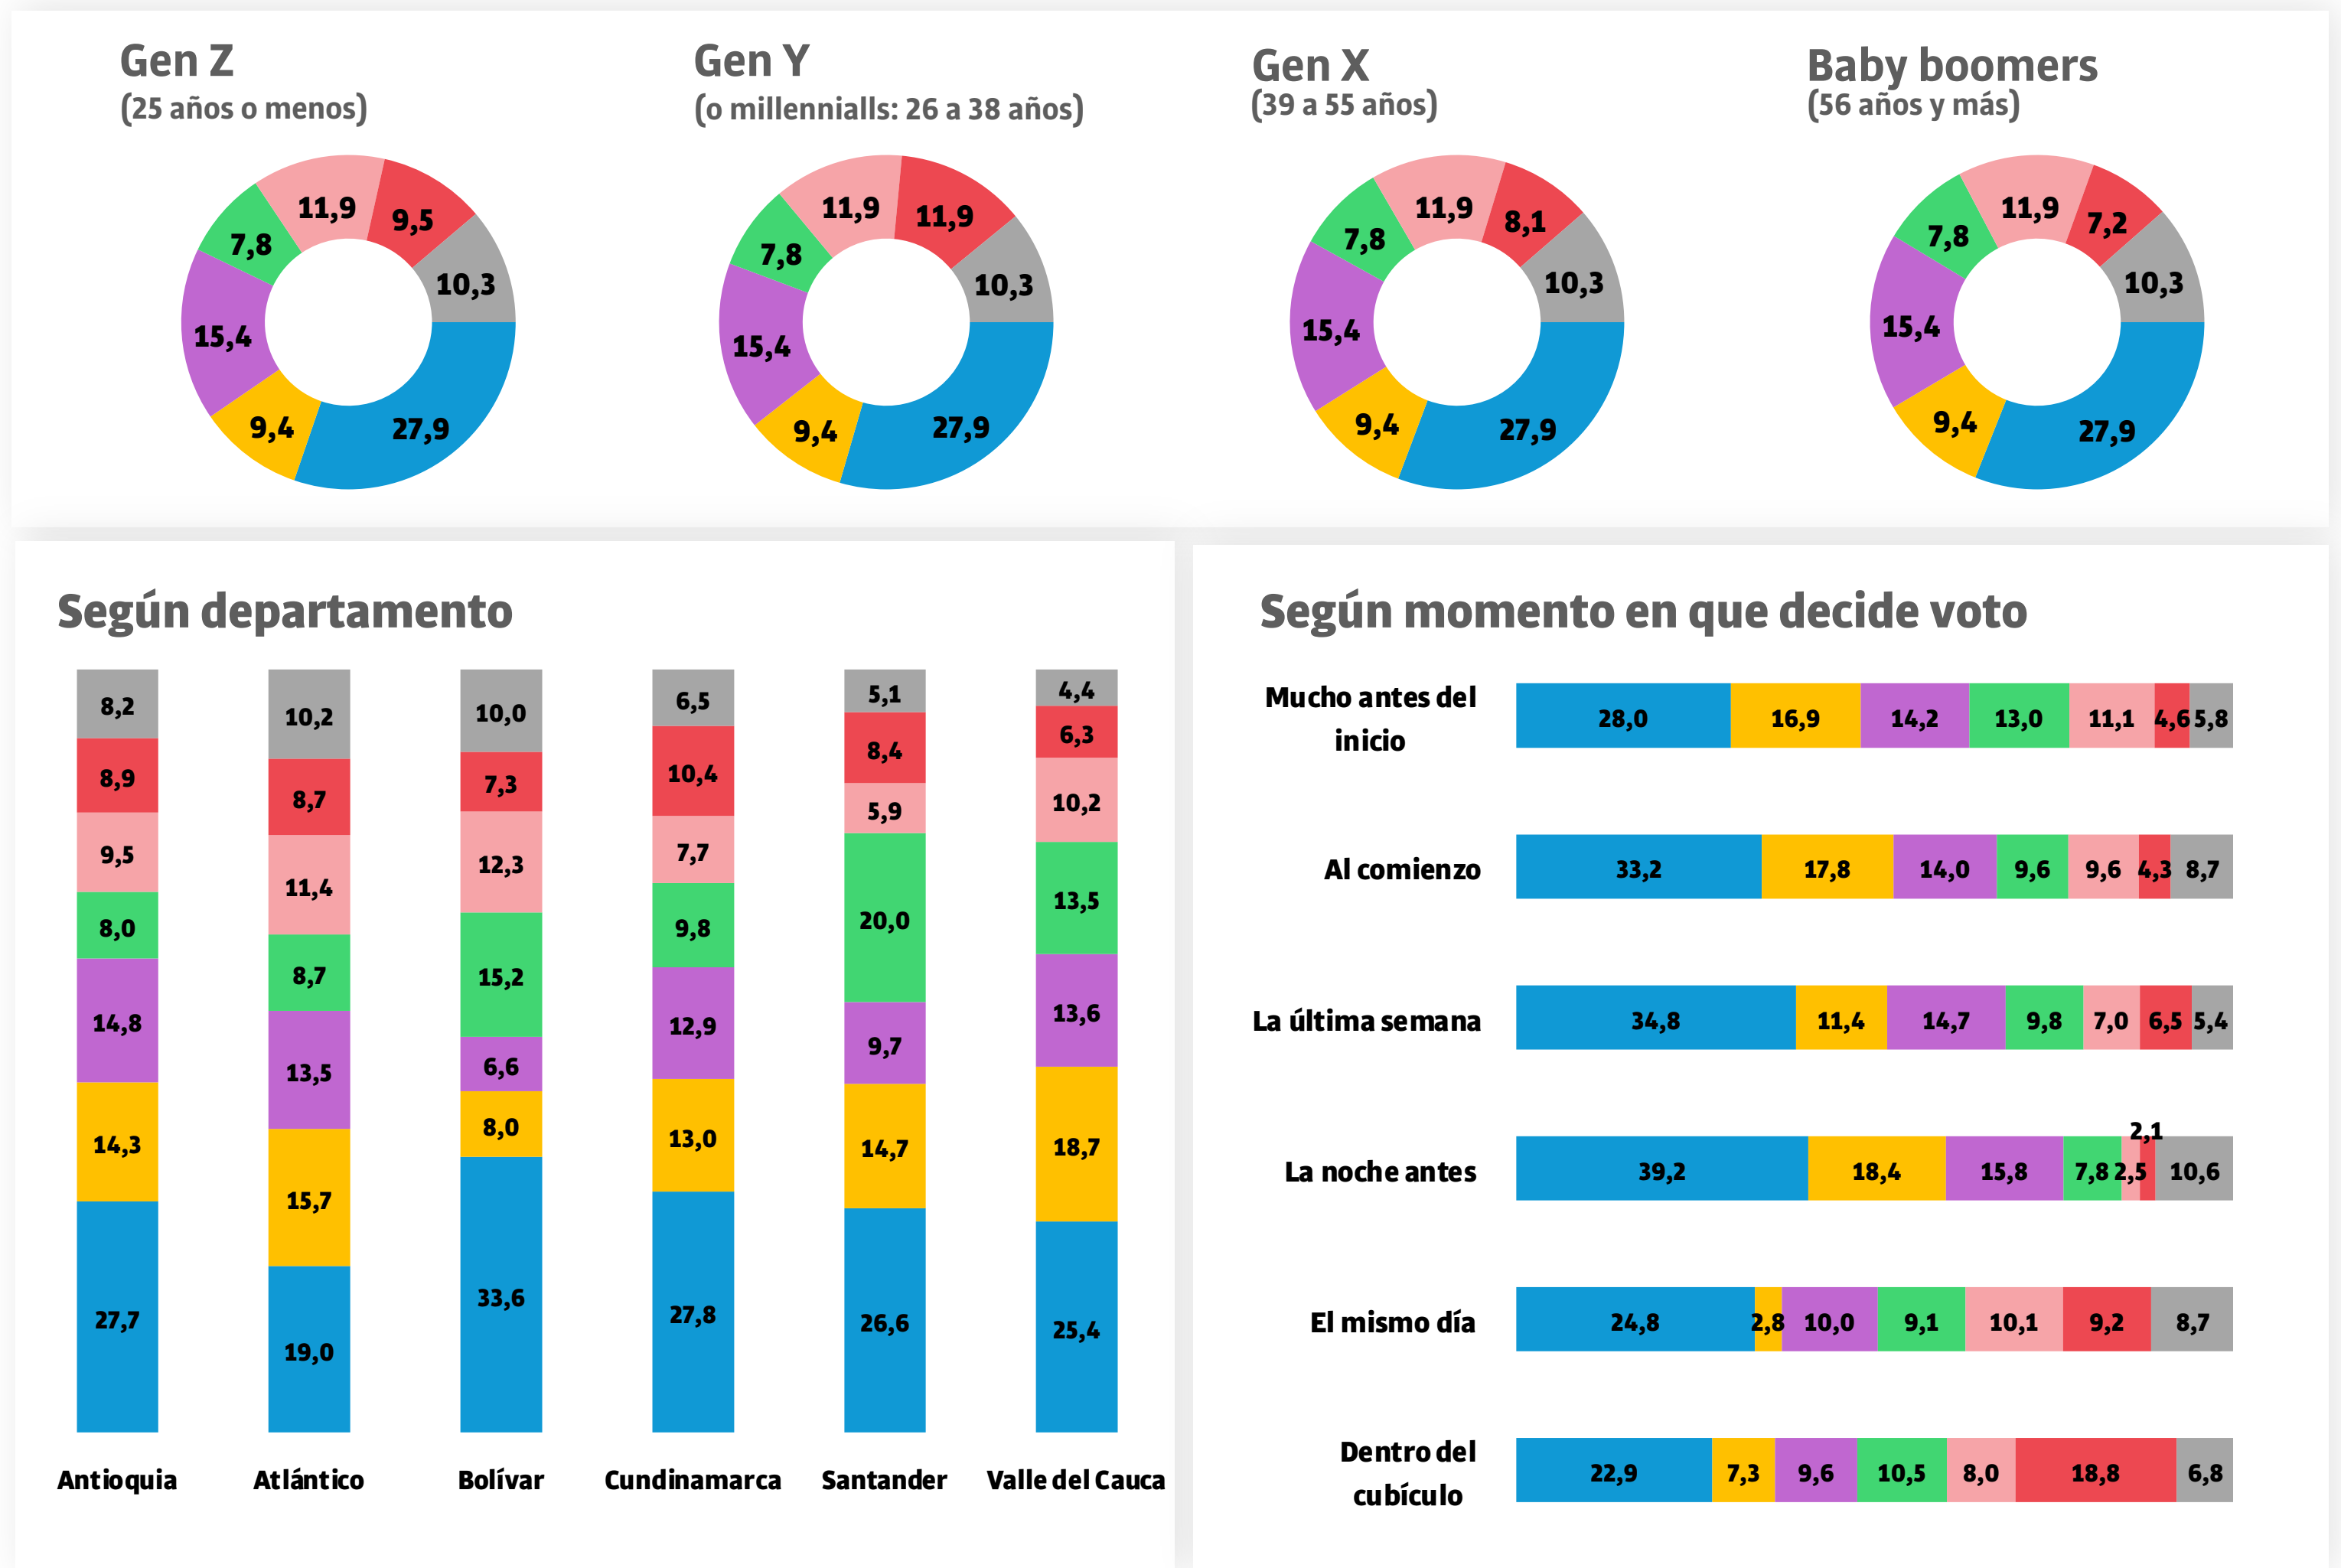 Gen Z
(25 años o menos)
11,9
9,5
7,8
10,3
15,4
9,4
27,9
Gen Y
(o millennialls: 26 a 38 años)
11,9
11,9
7,8
10,3
15,4
9,4
27,9
Gen X
(39 a 55 años)
11,9
8,1
7,8
10,3
15,4
9,4
27,9
Baby boomers
(56 años y más)
11,9
7,2
7,8
10,3
15,4
9,4
27,9
Según departamento
8,2
8,9
9,5
8,0
14,8
14,3
27,7
Antioquia
10,2
8,7
11,4
8,7
13,5
15,7
19,0
Atlántico
10,0
7,3
12,3
15,2
6,6
8,0
33,6
Bolívar
6,5
10,4
7,7
9,8
12,9
13,0
27,8
Cundinamarca
5,1
8,4
5,9
20,0
9,7
14,7
26,6
Santander
4,4
6,3
10,2
13,5
13,6
18,7
25,4
Valle del Cauca
Según momento en que decide voto
Mucho antes del
inicio
28,0 16,9 14,2 13,0 11,1 4,6 5,8
Al comienzo 33,2 17,8 14,0 9,6 9,6 4,3 8,7
La última semana 34,8 11,4 14,7 9,8 7,0 6,5 5,4
2,1
La noche antes 39,2 18,4 15,8 7,8 2,5 10,6
El mismo día 24,8 2,8 10,0 9,1 10,1 9,2 8,7
Dentro del
cubículo
22,9 7,3 9,6 10,5 8,0 18,8 6,8